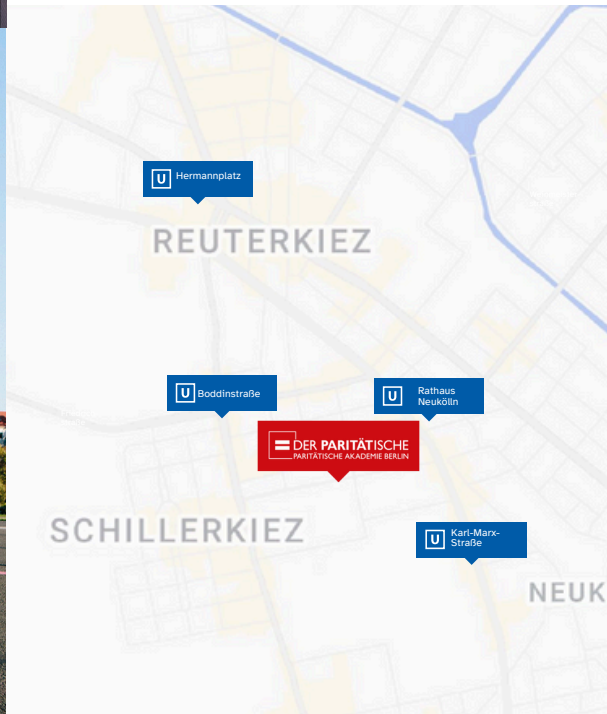 U Hermannplatz
REUTERKIEZ
U Boddinstraße
U Rathaus
Neukölln
DER PARITÄTISCHE
PARITÄTISCHE AKADEMIE BERLIN
SCHILLERKIEZ
U Karl-Marx-
Straße
NEUK